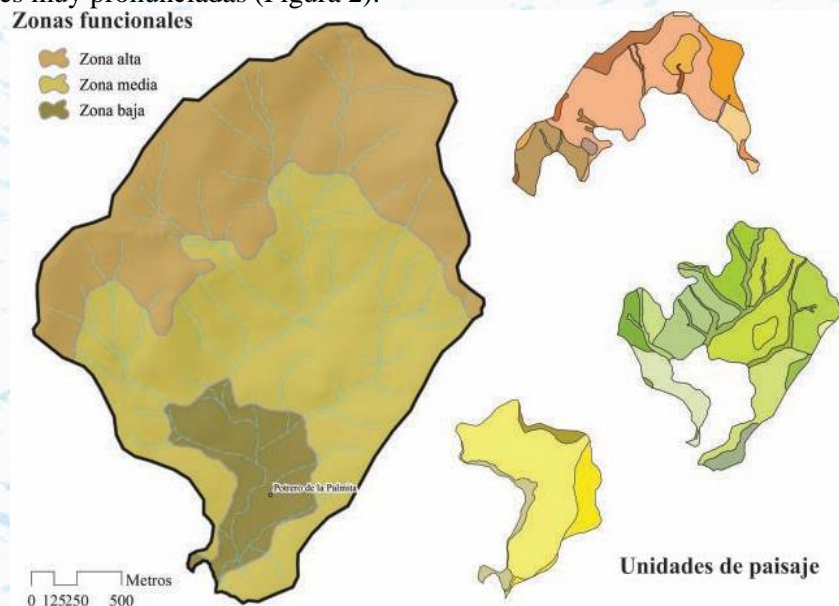 es muy pronunciadas (Figura 2).
Zonas funcionales
Zona alta
Zona media
Zona baja
Potrero de la Palmita
Metros
0 125250 500
Unidades de paisaje